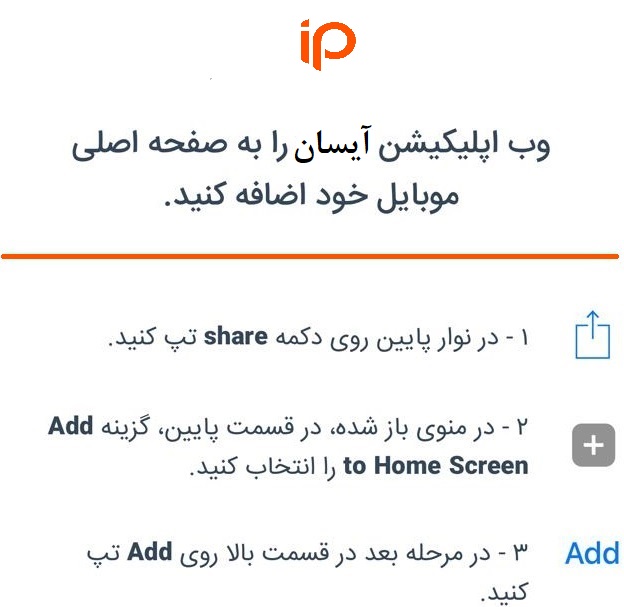 ip
وب اپلیکیشن آیسان را به صفحه اصلی
موبایل خود اضافه کنید.
۱ - در نوار پایین روی دکمه share تپ کنید.
۲ - در منوی باز شده، در قسمت پایین، گزینه Add
to Home Screen را انتخاب کنید.
۳ - در مرحله بعد در قسمت بالا روی Add تپ
کنید.
Add